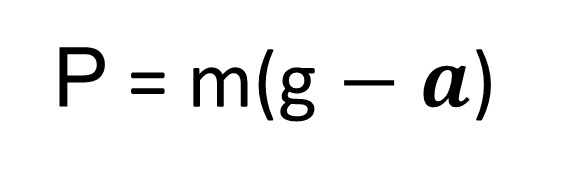 P = m(g − a)